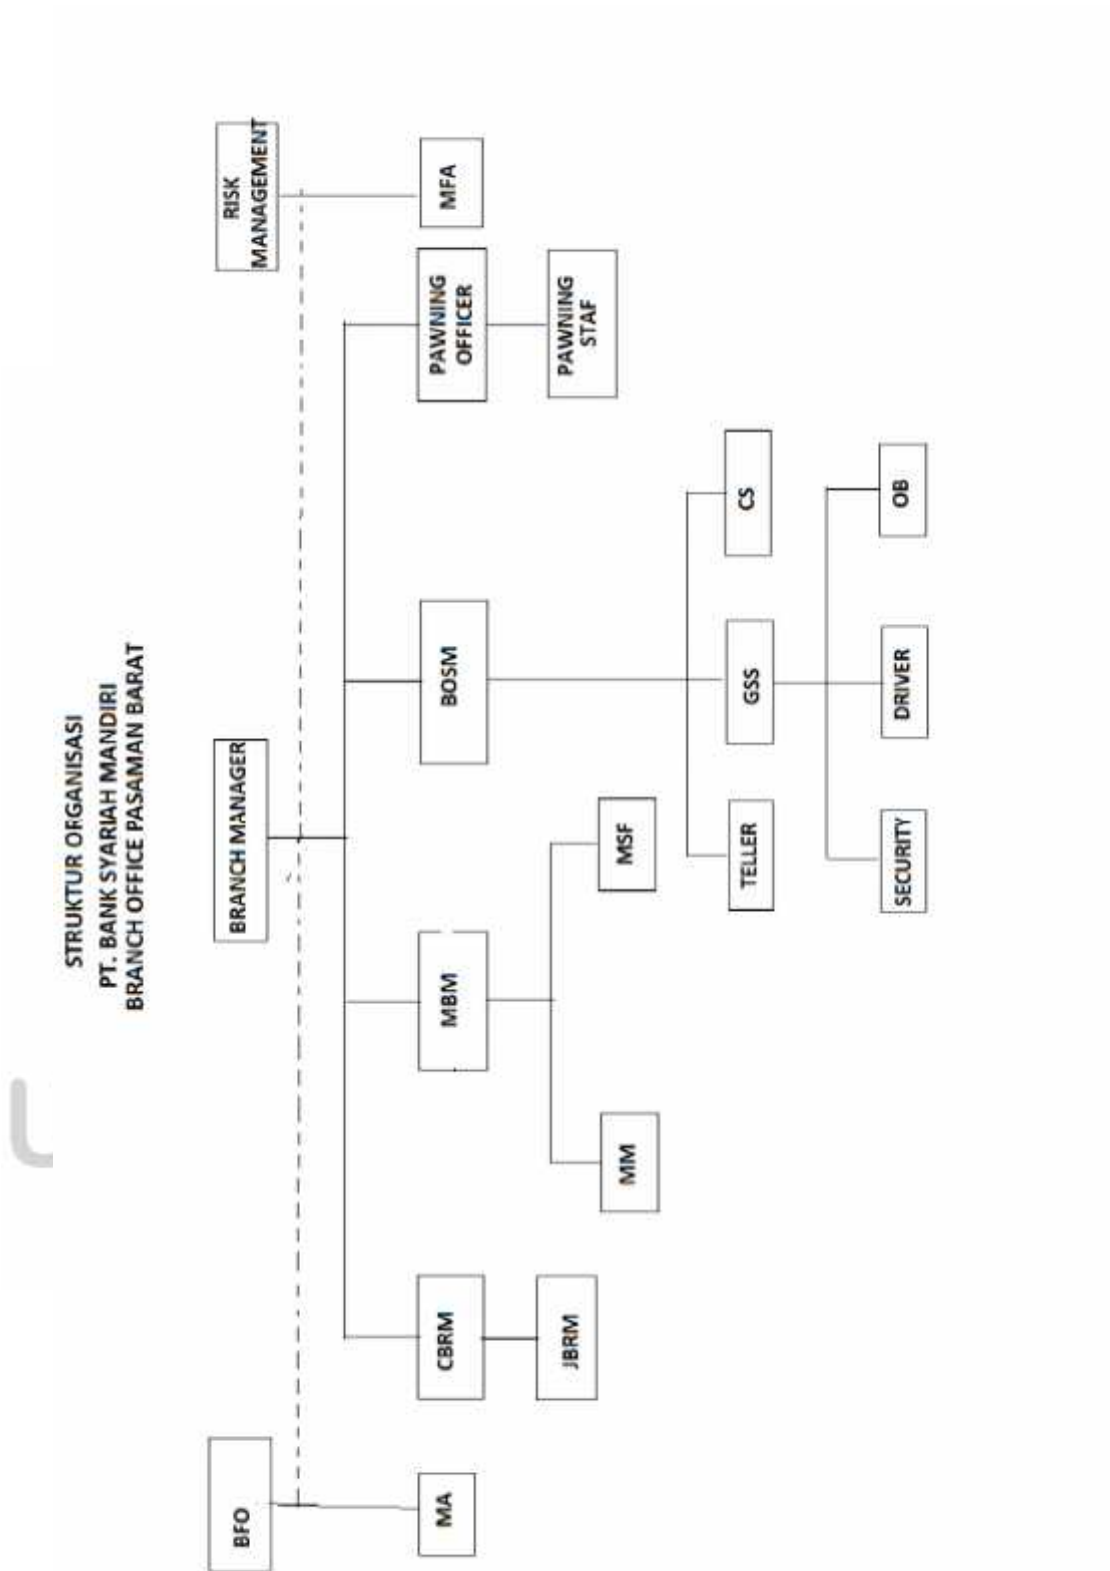 STRUKTUR ORGANISASI
PT. BANK SYARIAH MANDIRI
BRANCH OFFICE PASAMAN BARAT
BFO
BRANCH MANAGER
RISK
MANAGEMENT
MA
CBRM
MBM
BOSM
PAWNING
OFFICER
MFA
JBRM
MM
MSF
PAWNING
STAF
TELLER
GSS
CS
SECURITY
DRIVER
OB